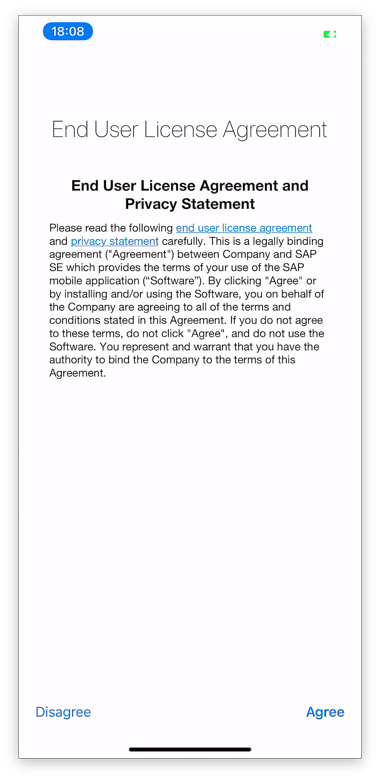 18:08
End User License Agreement
End User License Agreement and
Privacy Statement
Please read the following end user license agreement
and privacy statement carefully. This is a legally binding
agreement ("Agreement") between Company and SAP
SE which provides the terms of your use of the SAP
mobile application (“Software”). By clicking "Agree" or
by installing and/or using the Software, you on behalf of
the Company are agreeing to all of the terms and
conditions stated in this Agreement. If you do not agree
to these terms, do not click "Agree", and do not use the
Software. You represent and warrant that you have the
authority to bind the Company to the terms of this
Agreement.
Disagree
Agree